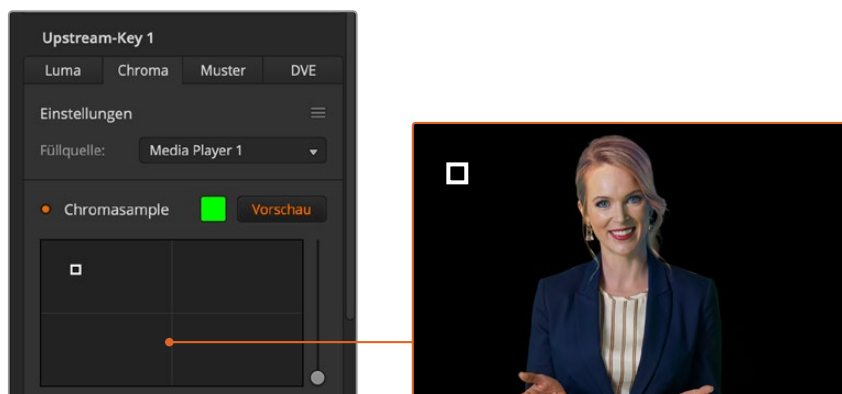 Upstream-Key 1
Luma Chroma Muster DVE
Einstellungen
Füllquelle: Media Player 1
Chromasample Vorschau